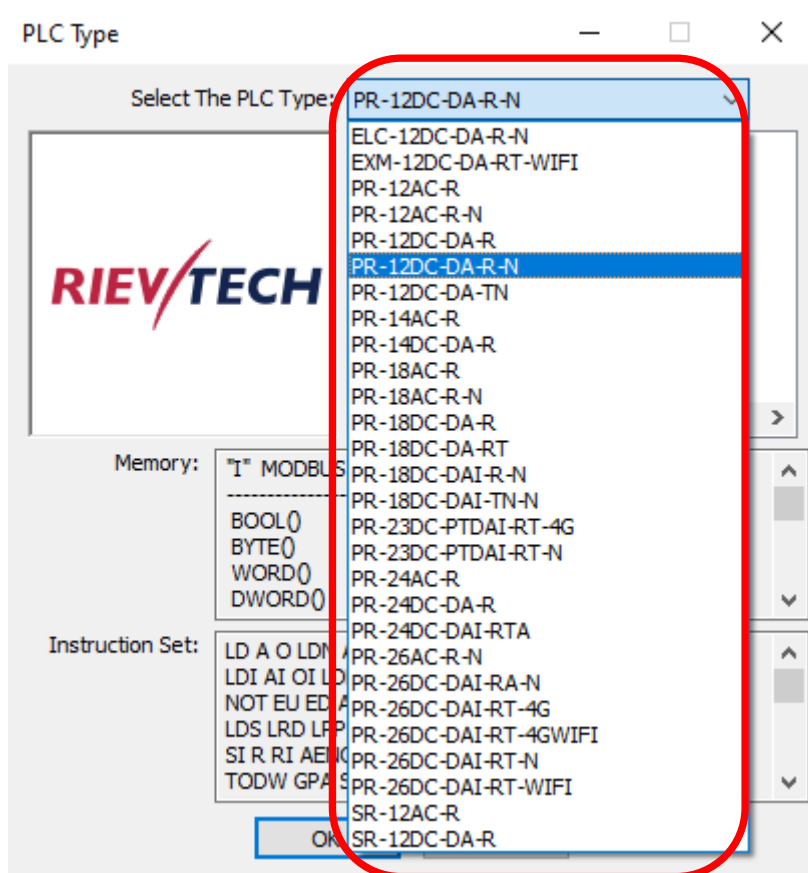 PLC Type
Select The PLC Type: PR-12DC-DA-R-N
ELC-12DC-DA-R-N
EXM-12DC-DA-RT-WIFI
PR-12AC-R
PR-12AC-R-N
PR-12DC-DA-R
PR-12DC-DA-R-N
PR-12DC-DA-TN
PR-14AC-R
PR-14DC-DA-R
PR-18AC-R
PR-18AC-R-N
PR-18DC-DA-R
PR-18DC-DA-RT
PR-18DC-DAI-R-N
PR-18DC-DAI-TN-N
PR-23DC-PTDAI-RT-4G
PR-23DC-PTDAI-RT-N
PR-24AC-R
PR-24DC-DA-R
PR-24DC-DAI-RTA
PR-26AC-R-N
PR-26DC-DAI-RA-N
PR-26DC-DAI-RT-4G
PR-26DC-DAI-RT-4GWIFI
PR-26DC-DAI-RT-N
PR-26DC-DAI-RT-WIFI
SR-12AC-R
SR-12DC-DA-R
RIEVTECH
Memory:
"I" MODBUS
------------
BOOL()
BYTE()
WORD()
DWORD()
Instruction Set:
LD A O LDN
LDI AI OI
NOT EU ED
LDS LRD LPP
SI R RI
TODW GPA
OK